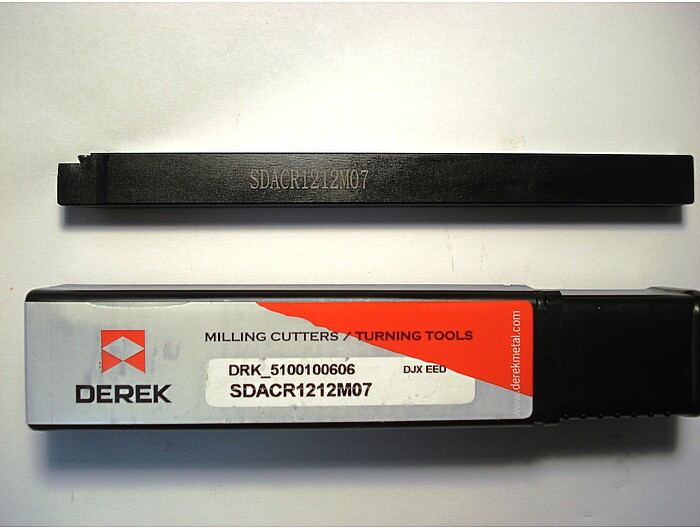 SDACR1212M07
MILLING CUTTERS / TURNING TOOLS
DRK_5100100606 DJX EED
SDACR1212M07
DEREK
www.derekmetal.com